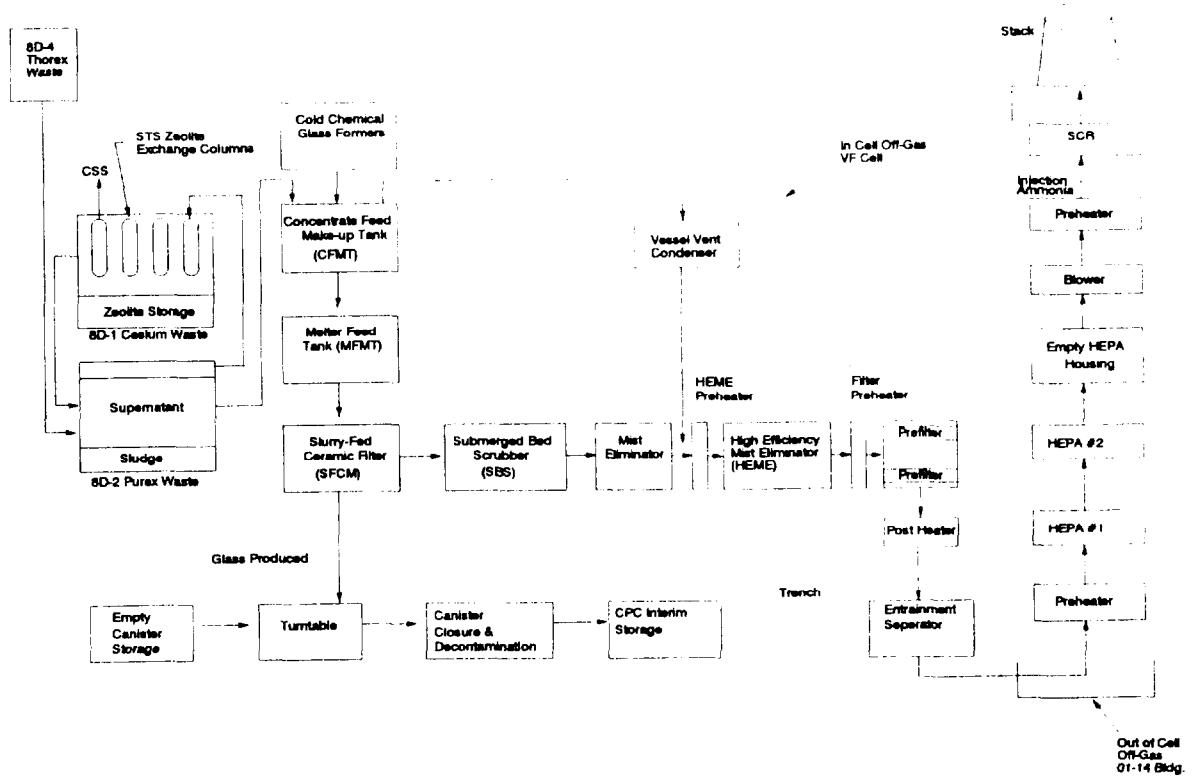 8D-4
Thorex
Waste
STS Zeolite
Exchange Columns
CSS
Zeolite Storage
8D-1 Cesium Waste
Supernatant
Sludge
8D-2 Purex Waste
Cold Chemical
Glass Formers
Concentrate Feed
Make-up Tank
(CFMT)
Melter Feed
Tank (MFMT)
Slurry-Fed
Ceramic Filter
(SFCM)
Submerged Bed
Scrubber
(SBS)
Mist
Eliminator
HEME
Preheater
High Efficiency
Mist Eliminator
(HEME)
Filter
Preheater
Prefilter
Prefilter
Post Heater
Entrainment
Seperator
Trench
In Cell Off-Gas
VF Cell
Vessel Vent
Condenser
Glass Produced
Empty
Canister
Storage
Turntable
Canister
Closure &
Decontamination
CPC Interim
Storage
Stack
SCR
Injection
Ammonia
Preheater
Blower
Empty HEPA
Housing
HEPA #2
HEPA #1
Preheater
Out of Cell
Off-Gas
01-14 Bldg.